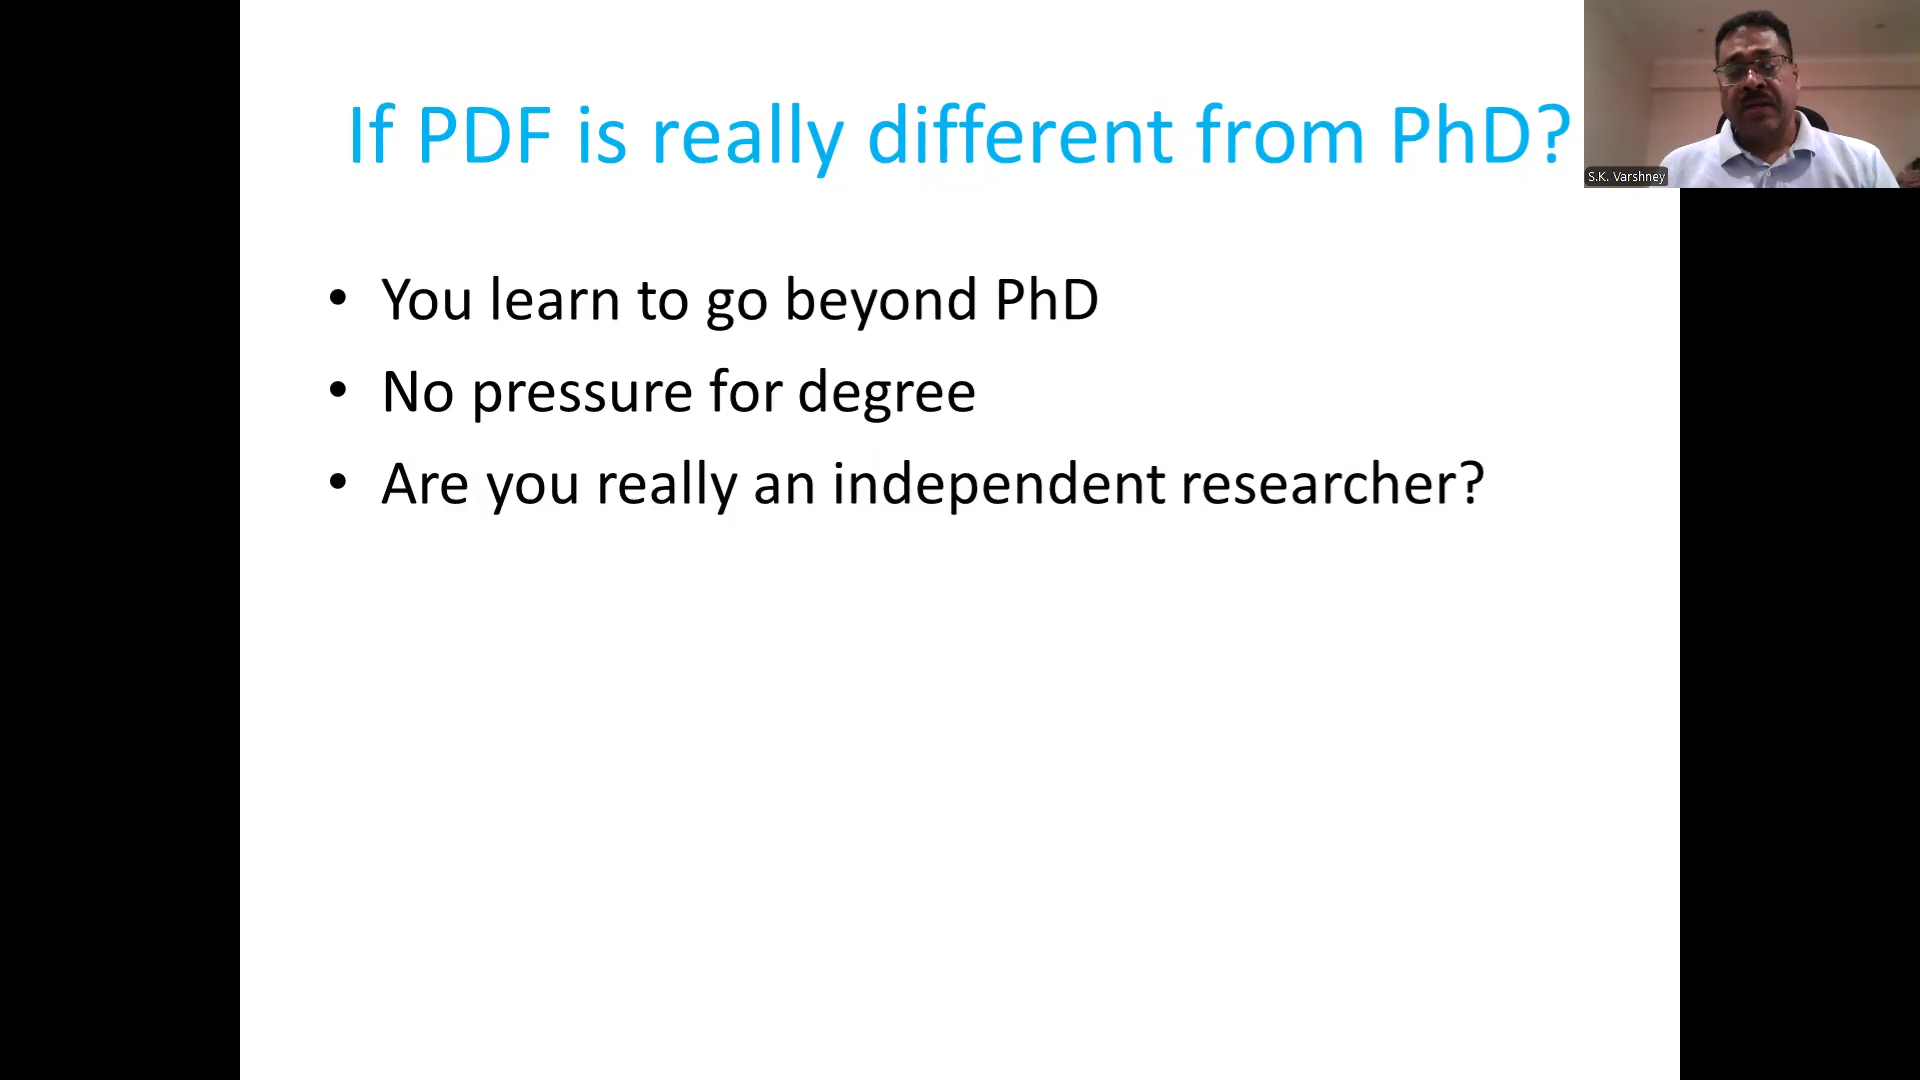 If PDF is really different from PhD?
S.K. Varshney
• You learn to go beyond PhD
• No pressure for degree
• Are you really an independent researcher?